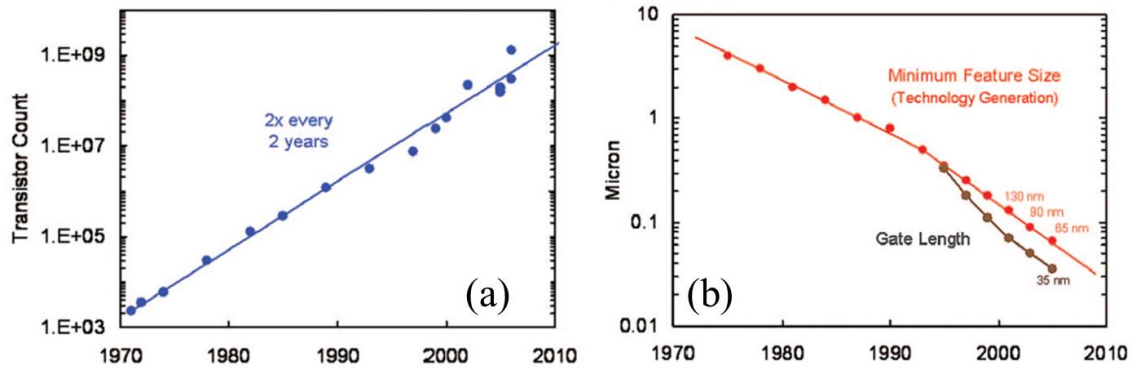 1.E+09
1.E+07
1.E+05
1.E+03
Transistor Count
2x every
2 years
(a)
1970 1980 1990 2000 2010
10
1
0.1
0.01
Micron
Minimum Feature Size
(Technology Generation)
130 nm
90 nm
65 nm
Gate Length
35 nm
(b)
1970 1980 1990 2000 2010